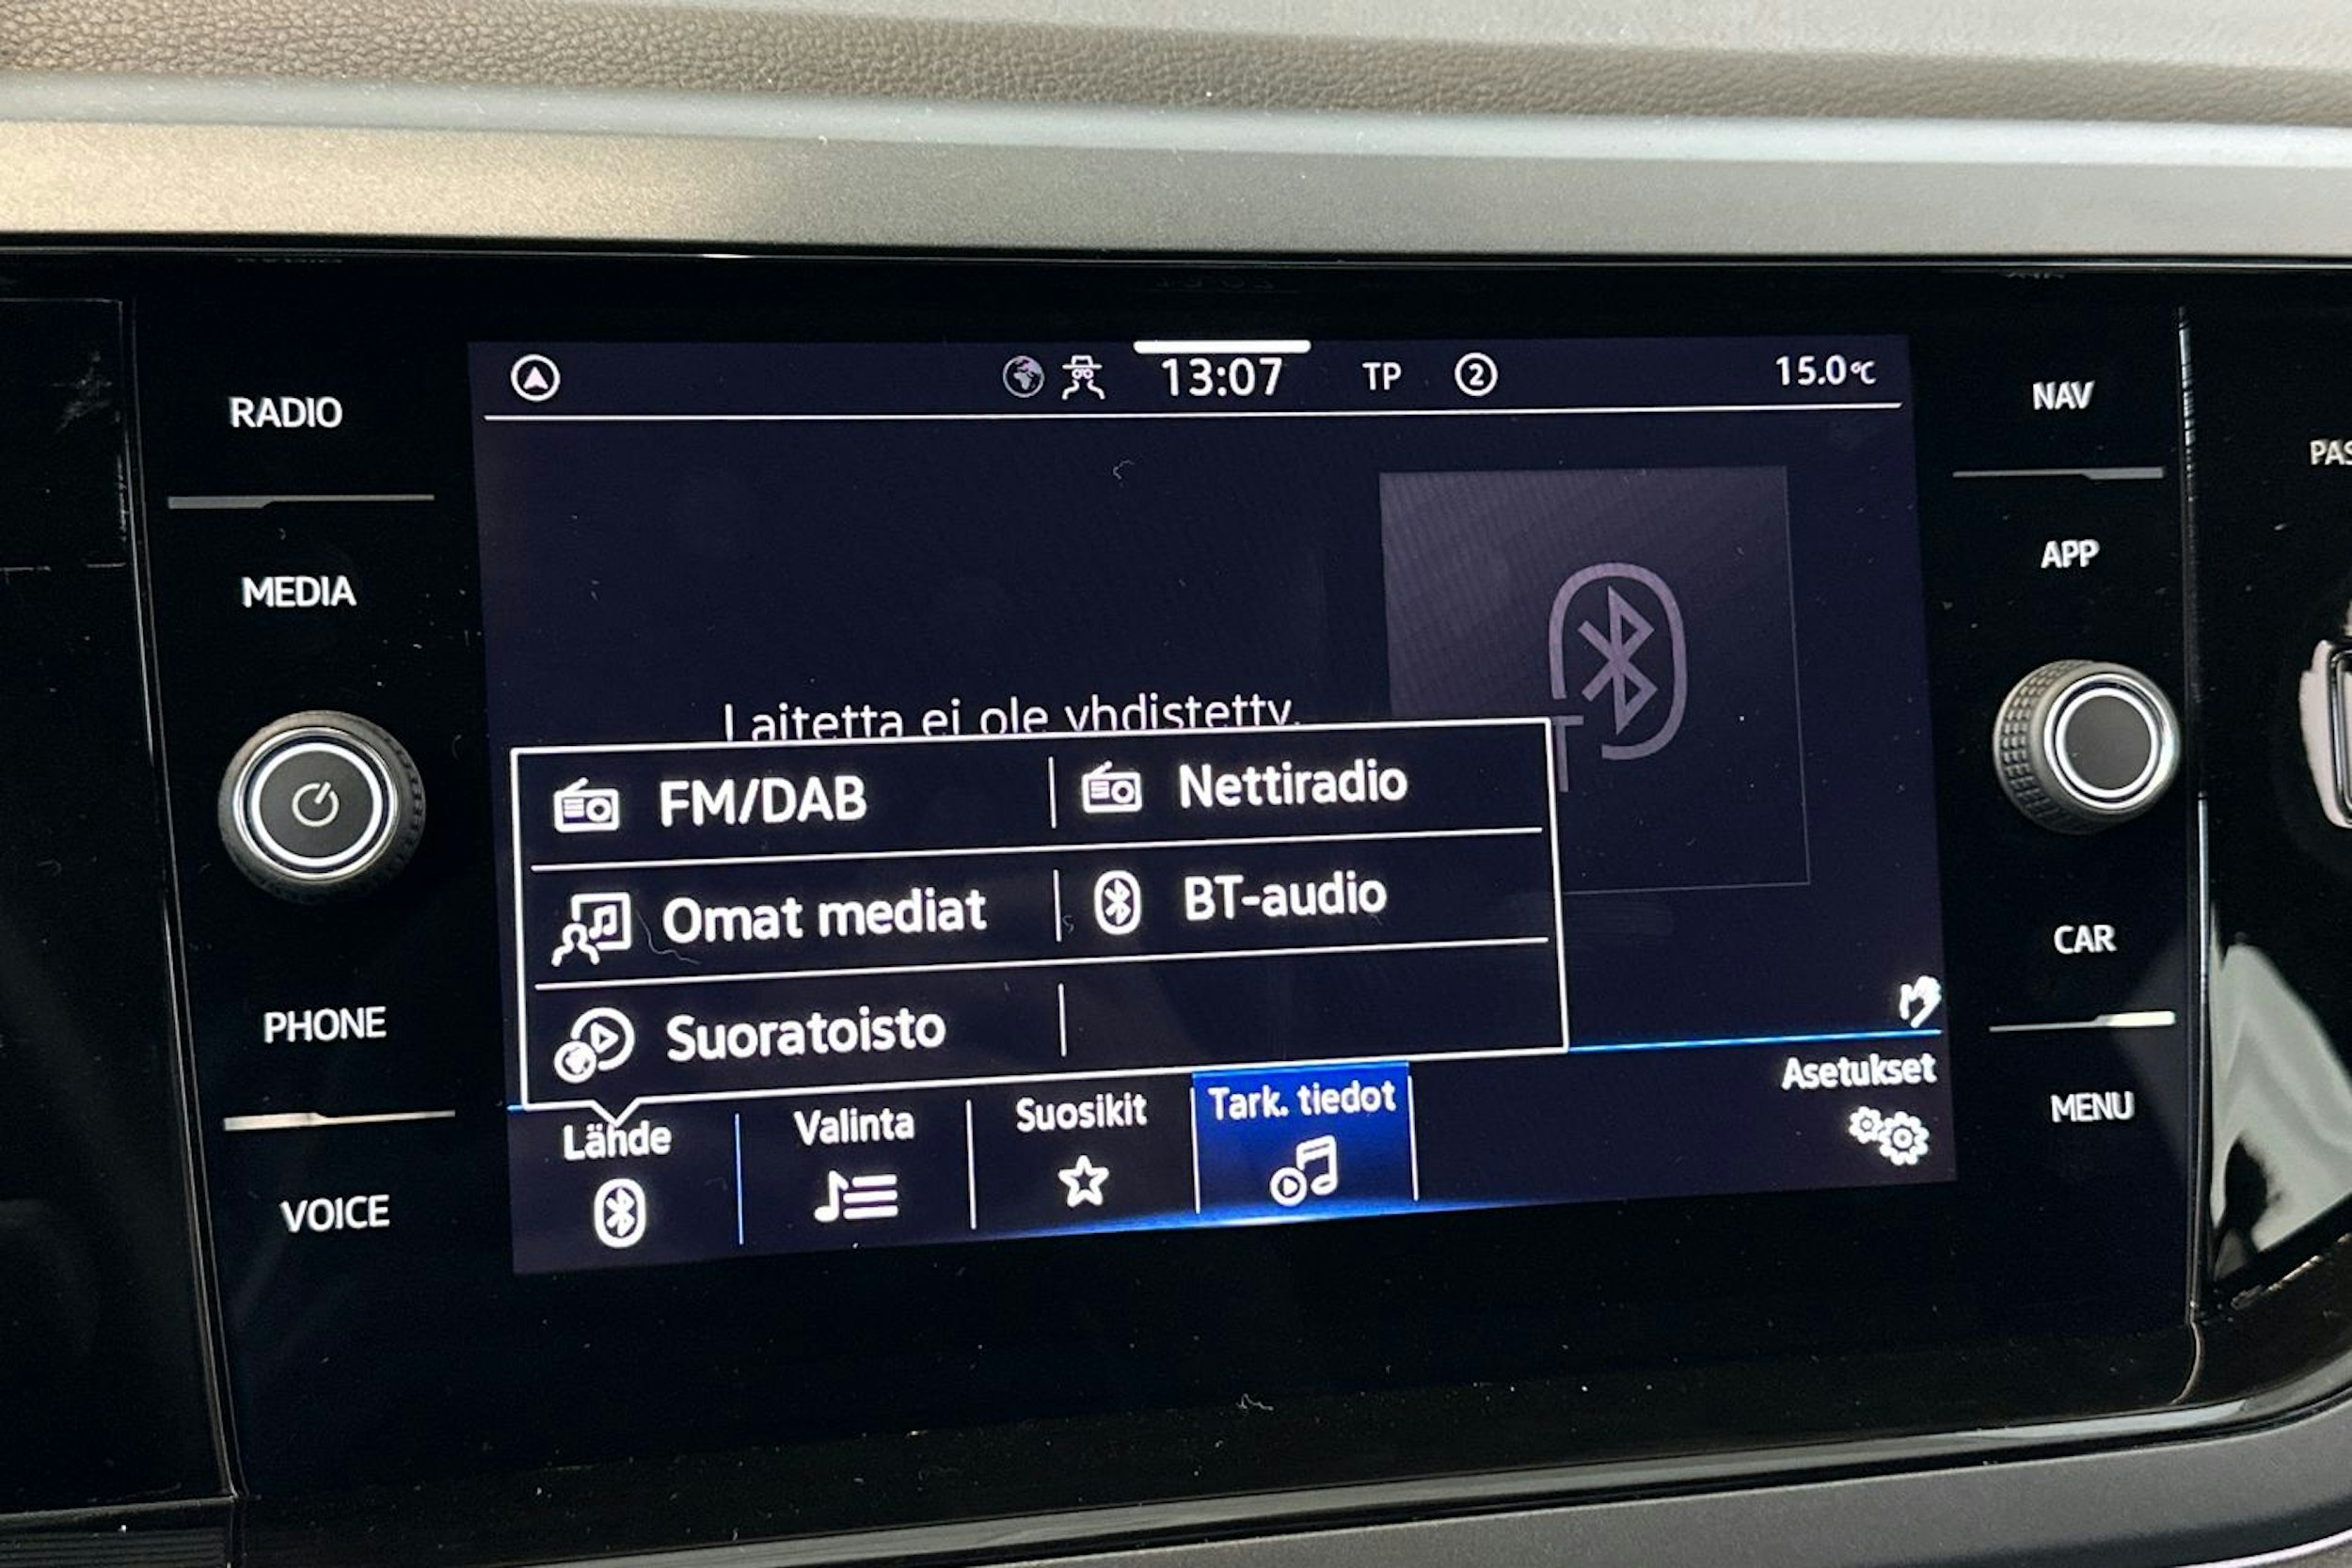 RADIO
MEDIA
PHONE
VOICE
13:07 TP 2 15.0°C
Laitetta ei ole yhdistetty.
FM/DAB Nettiradio
Omat mediat BT-audio
Suoratoisto
Lähde Valinta Suosikit Tark. tiedot Asetukset
NAV
APP
CAR
MENU
PAS